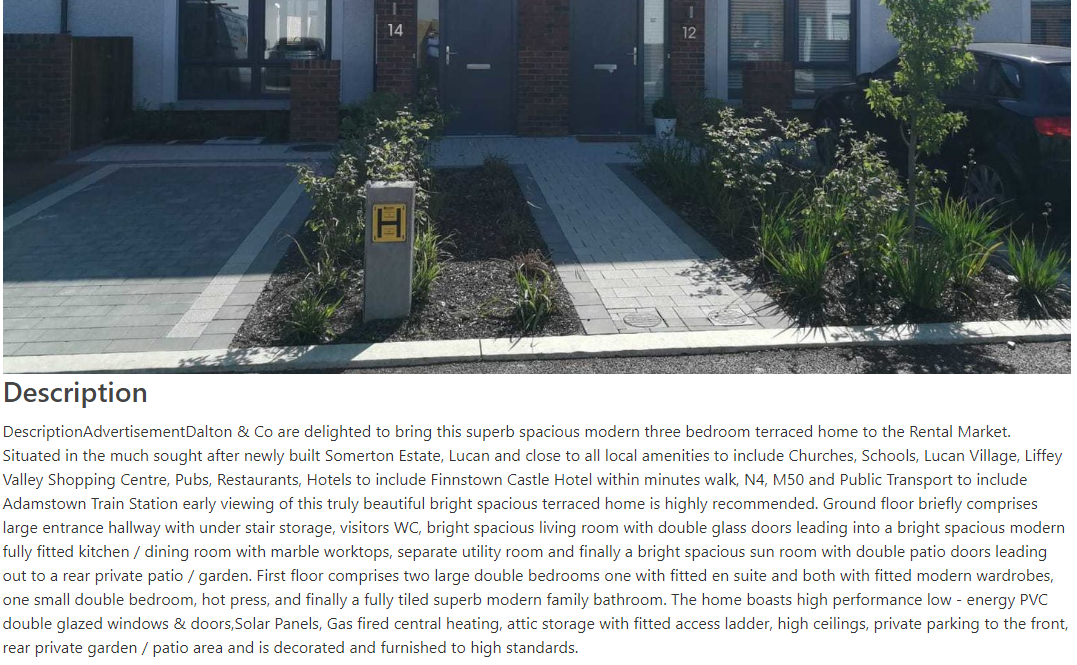 14
12
H
Description
DescriptionAdvertisementDalton & Co are delighted to bring this superb spacious modern three bedroom terraced home to the Rental Market.
Situated in the much sought after newly built Somerton Estate, Lucan and close to all local amenities to include Churches, Schools, Lucan Village, Liffey
Valley Shopping Centre, Pubs, Restaurants, Hotels to include Finnstown Castle Hotel within minutes walk, N4, M50 and Public Transport to include
Adamstown Train Station early viewing of this truly beautiful bright spacious terraced home is highly recommended. Ground floor briefly comprises
large entrance hallway with under stair storage, visitors WC, bright spacious living room with double glass doors leading into a bright spacious modern
fully fitted kitchen / dining room with marble worktops, separate utility room and finally a bright spacious sun room with double patio doors leading
out to a rear private patio / garden. First floor comprises two large double bedrooms one with fitted en suite and both with fitted modern wardrobes,
one small double bedroom, hot press, and finally a fully tiled superb modern family bathroom. The home boasts high performance low - energy PVC
double glazed windows & doors,Solar Panels, Gas fired central heating, attic storage with fitted access ladder, high ceilings, private parking to the front,
rear private garden / patio area and is decorated and furnished to high standards.